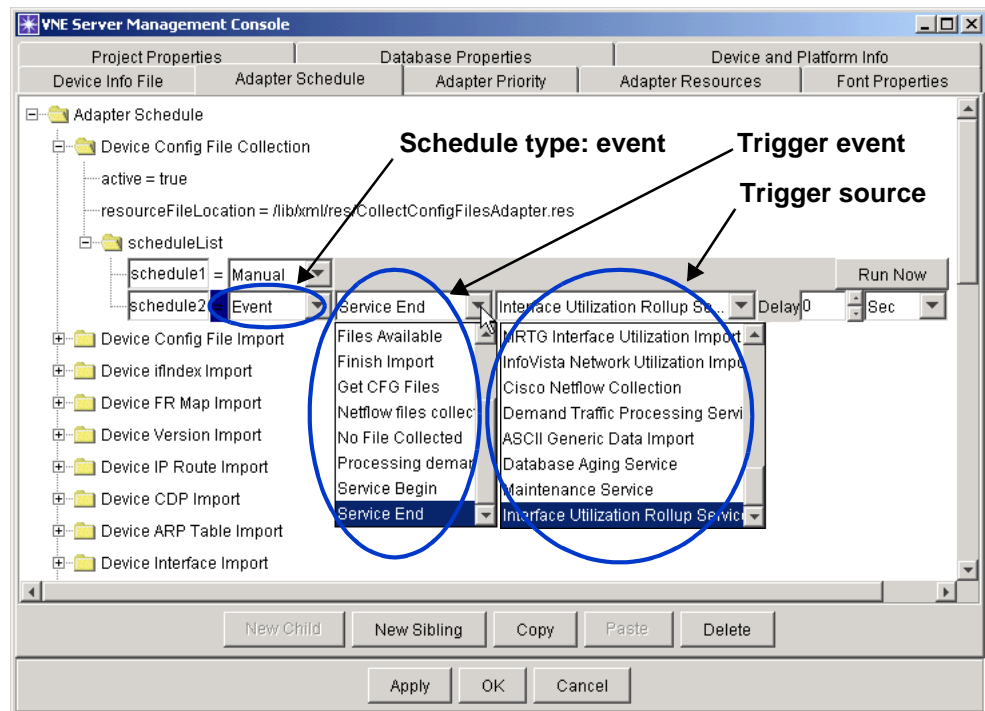 VNE Server Management Console
Project Properties Database Properties Device and Platform Info
Device Info File Adapter Schedule Adapter Priority Adapter Resources Font Properties
Adapter Schedule
Device Config File Collection
Schedule type: event
Trigger event
active = true
Trigger source
resourceFileLocation = /lib/xml/res/CollectConfigFilesAdapter.res
scheduleList
schedule1 = Manual Run Now
schedule2 Event Service End Interface Utilization Rollup Se... Delay 0 Sec
Device Config File Import
Device ifIndex Import
Device FR Map Import
Device Version Import
Device IP Route Import
Device CDP Import
Device ARP Table Import
Device Interface Import
Files Available
Finish Import
Get CFG Files
Netflow files collec
No File Collected
Processing demar
Service Begin
Service End
MRTG Interface Utilization Import
InfoVista Network Utilization Impo
Cisco Netflow Collection
Demand Traffic Processing Servi
ASCII Generic Data Import
Database Aging Service
Maintenance Service
Interface Utilization Rollup Service
New Child New Sibling Copy Paste Delete
Apply OK Cancel